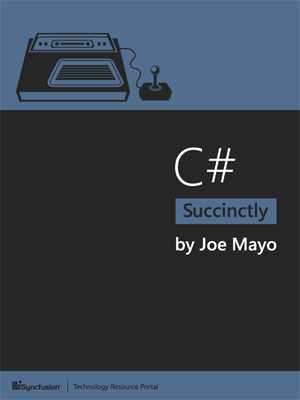 C#
Succinctly
by Joe Mayo
Syncfusion | Technology Resource Portal